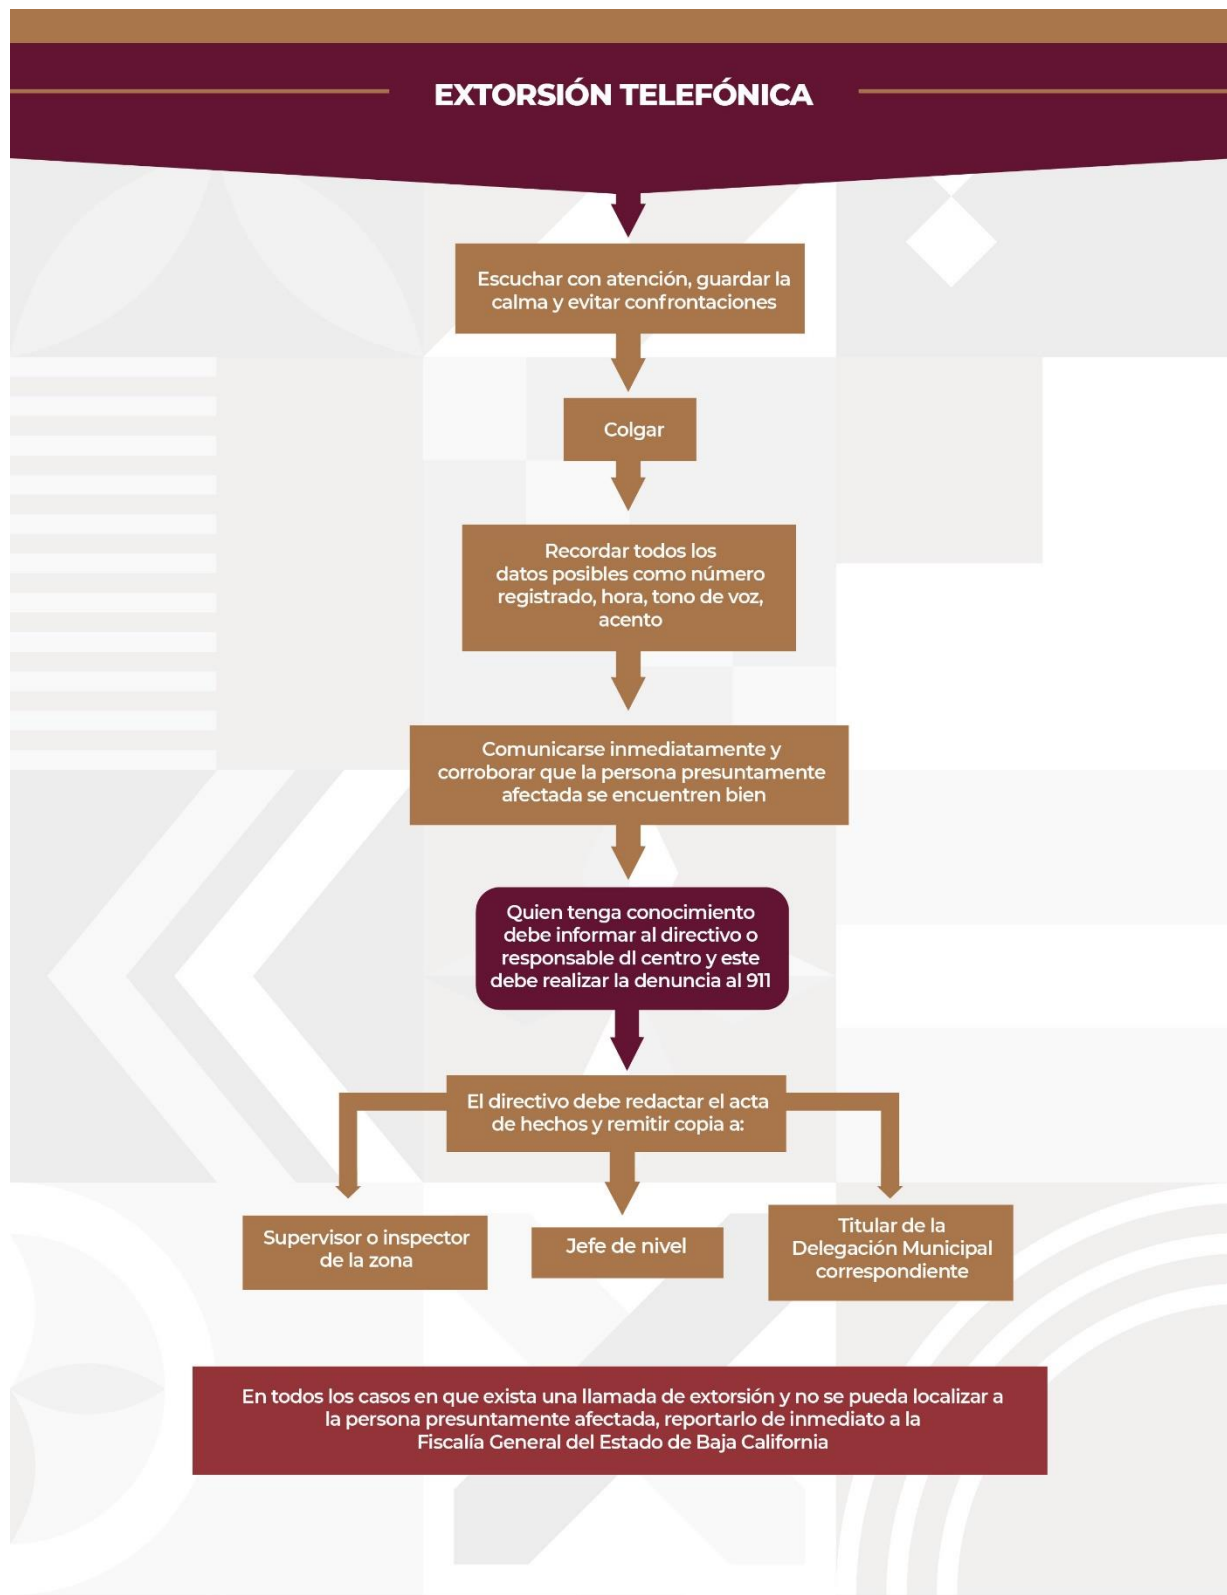 EXTORSIÓN TELEFÓNICA
Escuchar con atención, guardar la
calma y evitar confrontaciones
Colgar
Recordar todos los
datos posibles como número
registrado, hora, tono de voz,
acento
Comunicarse inmediatamente y
corroborar que la persona presuntamente
afectada se encuentren bien
Quien tenga conocimiento
debe informar al directivo o
responsable dl centro y este
debe realizar la denuncia al 911
El directivo debe redactar el acta
de hechos y remitir copia a:
Supervisor o inspector
de la zona
Jefe de nivel
Titular de la
Delegación Municipal
correspondiente
En todos los casos en que exista una llamada de extorsión y no se pueda localizar a
la persona presuntamente afectada, reportarlo de inmediato a la
Fiscalía General del Estado de Baja California